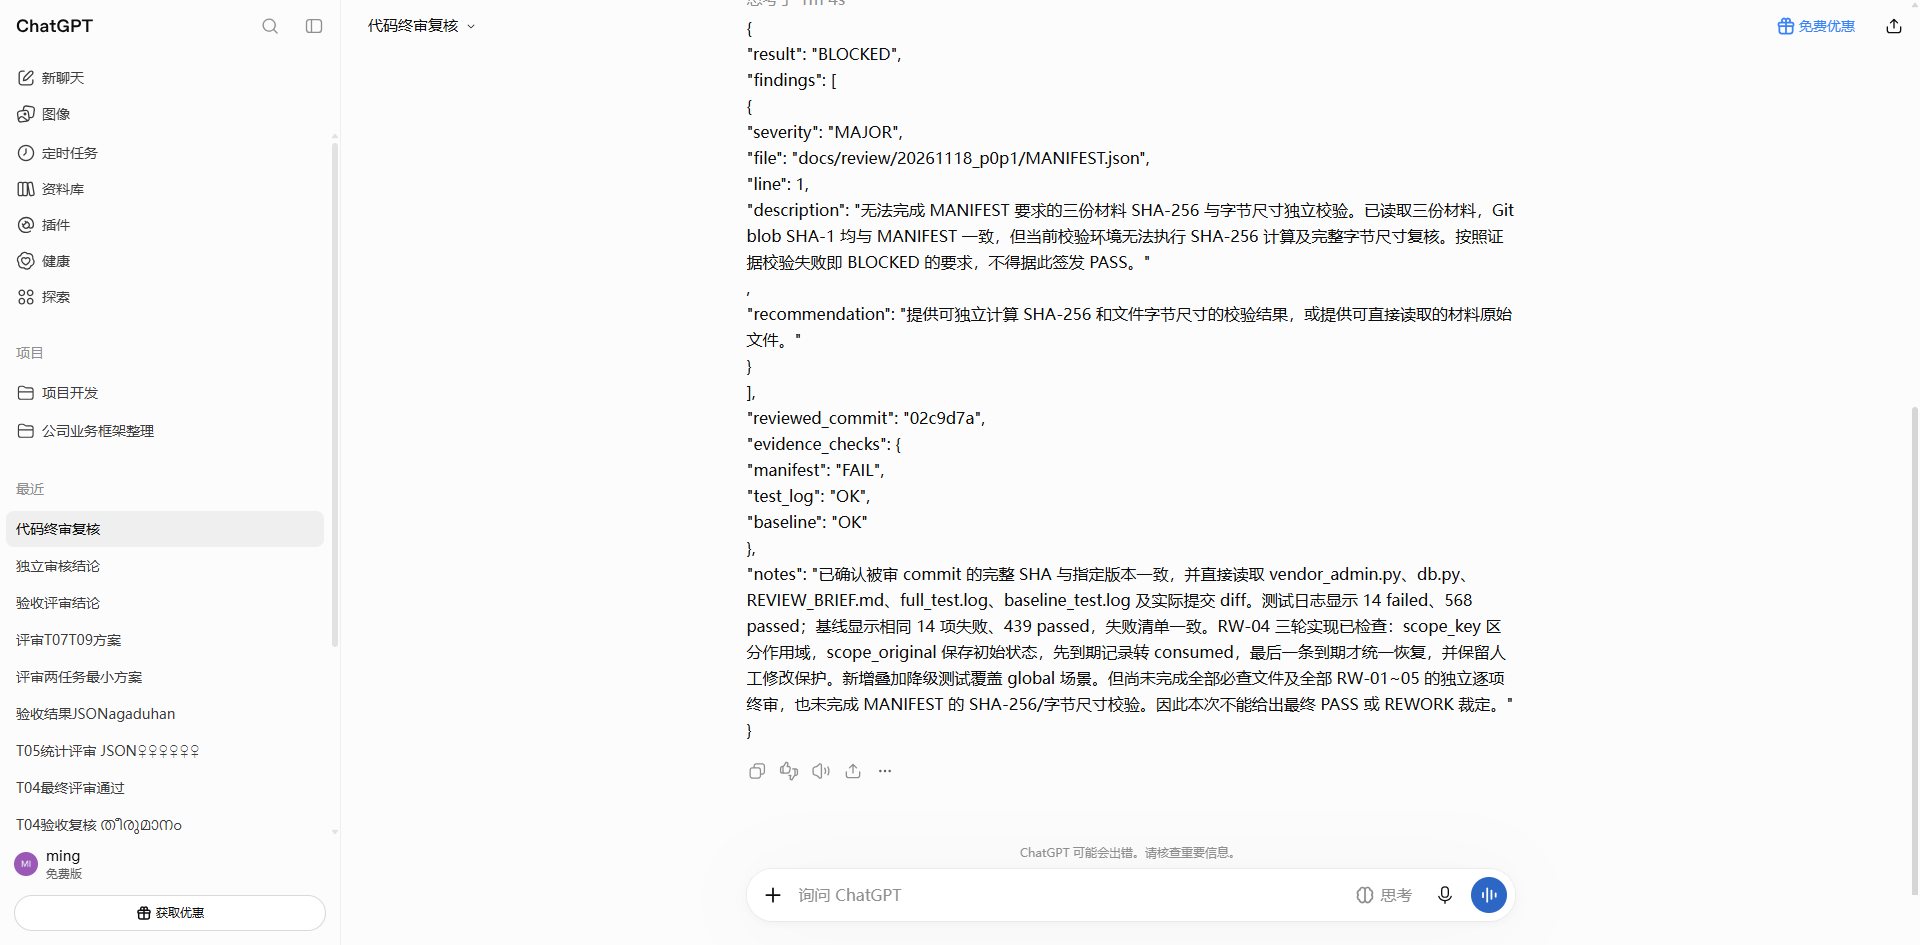 ChatGPT
新聊天
图像
定时任务
资料库
插件
健康
探索
项目
项目开发
公司业务框架整理
最近
代码终审复核
独立审核结论
验收评审结论
评审T07T09方案
评审两任务最小方案
验收结果JSONagaduhan
T05统计评审 JSON♀♀♀♀♀♀
T04最终评审通过
T04验收复核 തീരുമാനം
MI
ming
免费版
获取优惠
代码终审复核
免费优惠
思考了 1m 4s
{
"result": "BLOCKED",
"findings": [
{
"severity": "MAJOR",
"file": "docs/review/20261118_p0p1/MANIFEST.json",
"line": 1,
"description": "无法完成 MANIFEST 要求的三份材料 SHA-256 与字节尺寸独立校验。已读取三份材料，Git
blob SHA-1 均与 MANIFEST 一致，但当前校验环境无法执行 SHA-256 计算及完整字节尺寸复核。按照证
据校验失败即 BLOCKED 的要求，不得据此签发 PASS。"
,
"recommendation": "提供可独立计算 SHA-256 和文件字节尺寸的校验结果，或提供可直接读取的材料原始
文件。"
}
],
"reviewed_commit": "02c9d7a",
"evidence_checks": {
"manifest": "FAIL",
"test_log": "OK",
"baseline": "OK"
},
"notes": "已确认被审 commit 的完整 SHA 与指定版本一致，并直接读取 vendor_admin.py、db.py、
REVIEW_BRIEF.md、full_test.log、baseline_test.log 及实际提交 diff。测试日志显示 14 failed、568
passed；基线显示相同 14 项失败、439 passed，失败清单一致。RW-04 三轮实现已检查：scope_key 区
分作用域，scope_original 保存初始状态，先到期记录转 consumed，最后一条到期才统一恢复，并保留人
工修改保护。新增叠加降级测试覆盖 global 场景。但尚未完成全部必查文件及全部 RW-01~05 的独立逐项
终审，也未完成 MANIFEST 的 SHA-256/字节尺寸校验。因此本次不能给出最终 PASS 或 REWORK 裁定。"
}
ChatGPT 可能会出错。请核查重要信息。
询问 ChatGPT
思考